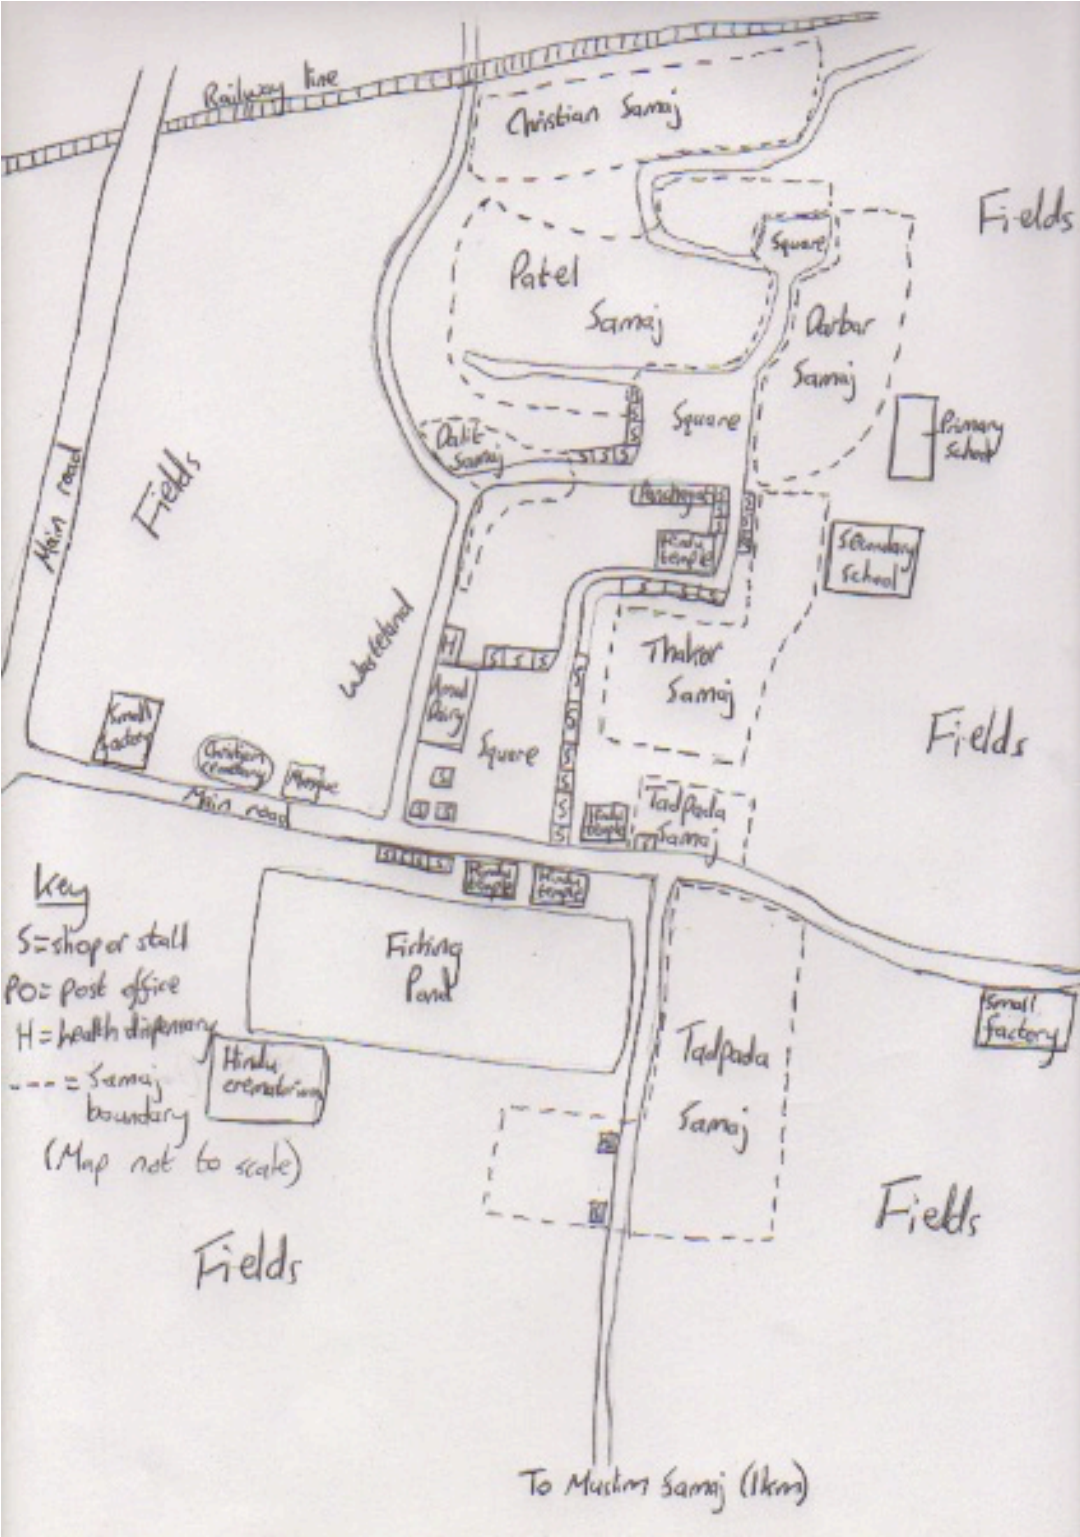 Railway line
Christian Samaj
Fields
Square
Patel
Samaj
Darbar
Samaj
Square
Primary
School
Dalit
Samaj
S
S
S
S S S
Fields
Main road
Panchayat
S
S
S
S
S
S
Hindu
temple
Secondary
School
S S S S
Wasteland
H
S S S
Thakor
Samaj
S
Amul
Dairy
S
Small
factory
Christian
cemetery
Mosque
Square
S
S
Fields
S
S S
S
S
Main road
Hindu
temple
Tadpada
Samaj
S S S S
Hindu
temple
Hindu
temple
Key
S = shop or stall
PO = post office
H = health dispensary
--- = Samaj
boundary
(Map not to scale)
Fishing
Pond
Small
factory
Hindu
crematorium
Tadpada
Samaj
Fields
Fields
To Muslim Samaj (1km)